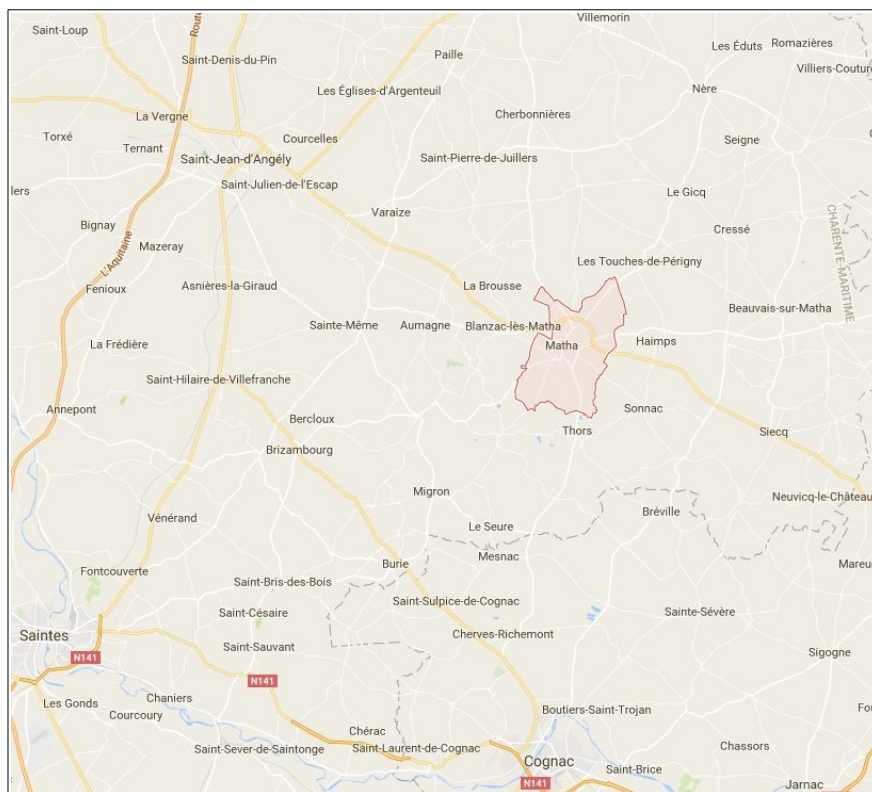 Villemorin
Saint-Loup
Route
Les Éduts
Romazières
Paille
Saint-Denis-du-Pin
Villiers-Couture
Les Églises-d'Argenteuil
Nère
Cherbonnières
La Vergne
Torxé
Courcelles
Seigne
Ternant
Saint-Jean-d'Angély
Saint-Pierre-de-Juillers
lers
Saint-Julien-de-l'Escap
Le Gicq
Varaize
Bignay
Cressé
CHARENTE-MARITIME
Mazeray
L'Aquitaine
Les Touches-de-Périgny
Fenioux
Asnières-la-Giraud
La Brousse
Beauvais-sur-Matha
Sainte-Même
Aumagne
Blanzac-lès-Matha
La Frédière
Matha
Haimps
Saint-Hilaire-de-Villefranche
Annepont
Bercloux
Sonnac
Thors
Siecq
Brizambourg
Migron
Neuvicq-le-Château
Bréville
Vénérand
Le Seure
Mesnac
Burie
Mareu
Fontcouverte
Saint-Bris-des-Bois
Saint-Sulpice-de-Cognac
Saint-Césaire
Sainte-Sévère
Saintes
Cherves-Richemont
Saint-Sauvant
Sigogne
N141
N141
Chaniers
Les Gonds
Courcoury
Boutiers-Saint-Trojan
Fou
Chérac
Saint-Sever-de-Saintonge
Saint-Laurent-de-Cognac
Chassors
Cognac
Saint-Brice
N141
Jarnac